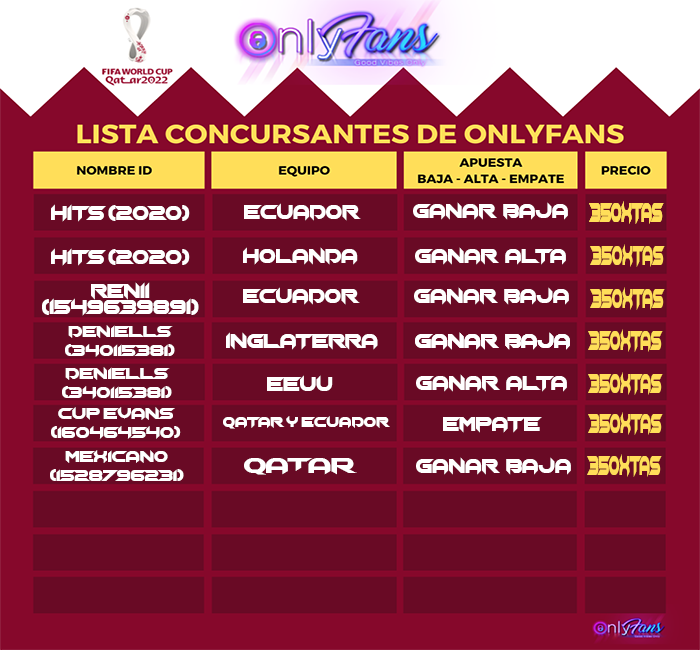 FIFA WORLD CUP
Qatar2022
OnlyFans
Good Vibes Only
LISTA CONCURSANTES DE ONLYFANS
NOMBRE ID EQUIPO APUESTA BAJA - ALTA - EMPATE PRECIO
HITS (2020) ECUADOR GANAR BAJA 350XTAS
HITS (2020) HOLANDA GANAR ALTA 350XTAS
RENII (1549639891) ECUADOR GANAR BAJA 350XTAS
DENIELLS (340115381) INGLATERRA GANAR BAJA 350XTAS
DENIELLS (340115381) EEUU GANAR ALTA 350XTAS
CUP EVANS (160464540) QATAR Y ECUADOR EMPATE 350XTAS
MEXICANO (1528796231) QATAR GANAR BAJA 350XTAS
OnlyFans